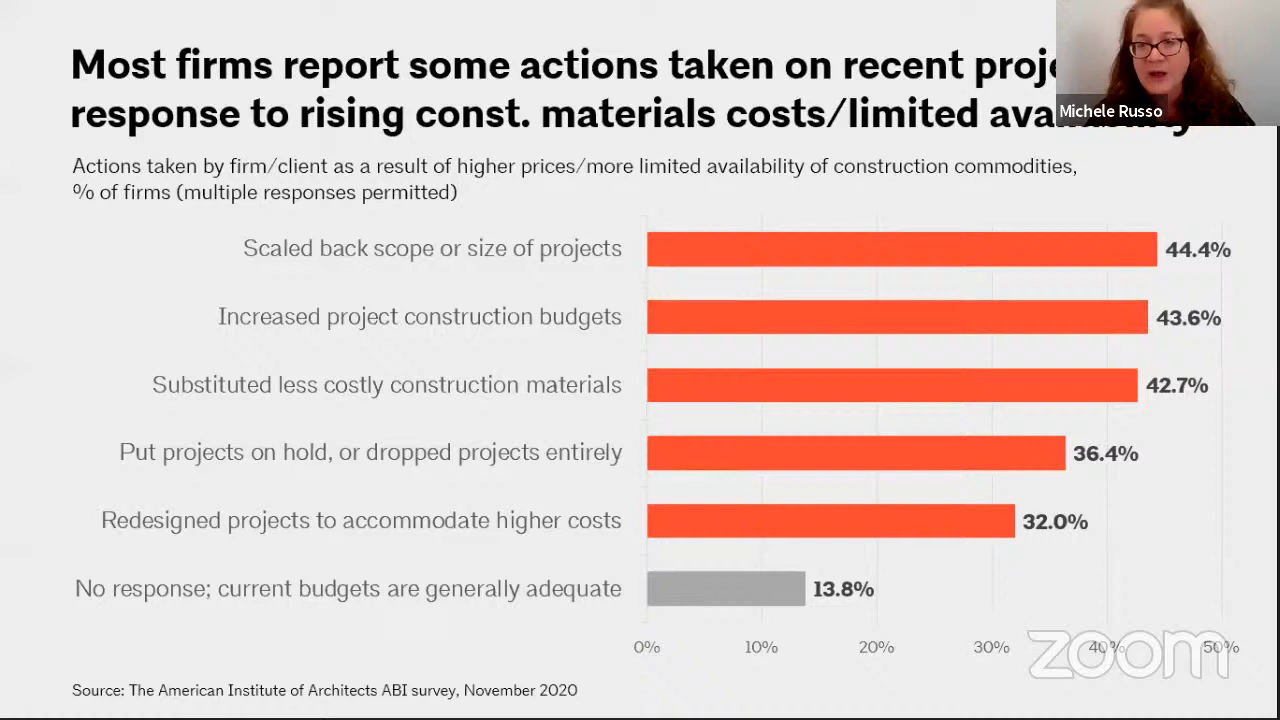 Most firms report some actions taken on recent
response to rising const. materials costs/limited
Michele Russo
Actions taken by firm/client as a result of higher prices/more limited availability of construction commodities,
% of firms (multiple responses permitted)
Scaled back scope or size of projects 44.4%
Increased project construction budgets 43.6%
Substituted less costly construction materials 42.7%
Put projects on hold, or dropped projects entirely 36.4%
Redesigned projects to accommodate higher costs 32.0%
No response; current budgets are generally adequate 13.8%
0% 10% 20% 30% 40% 50%
zoom
Source: The American Institute of Architects ABI survey, November 2020